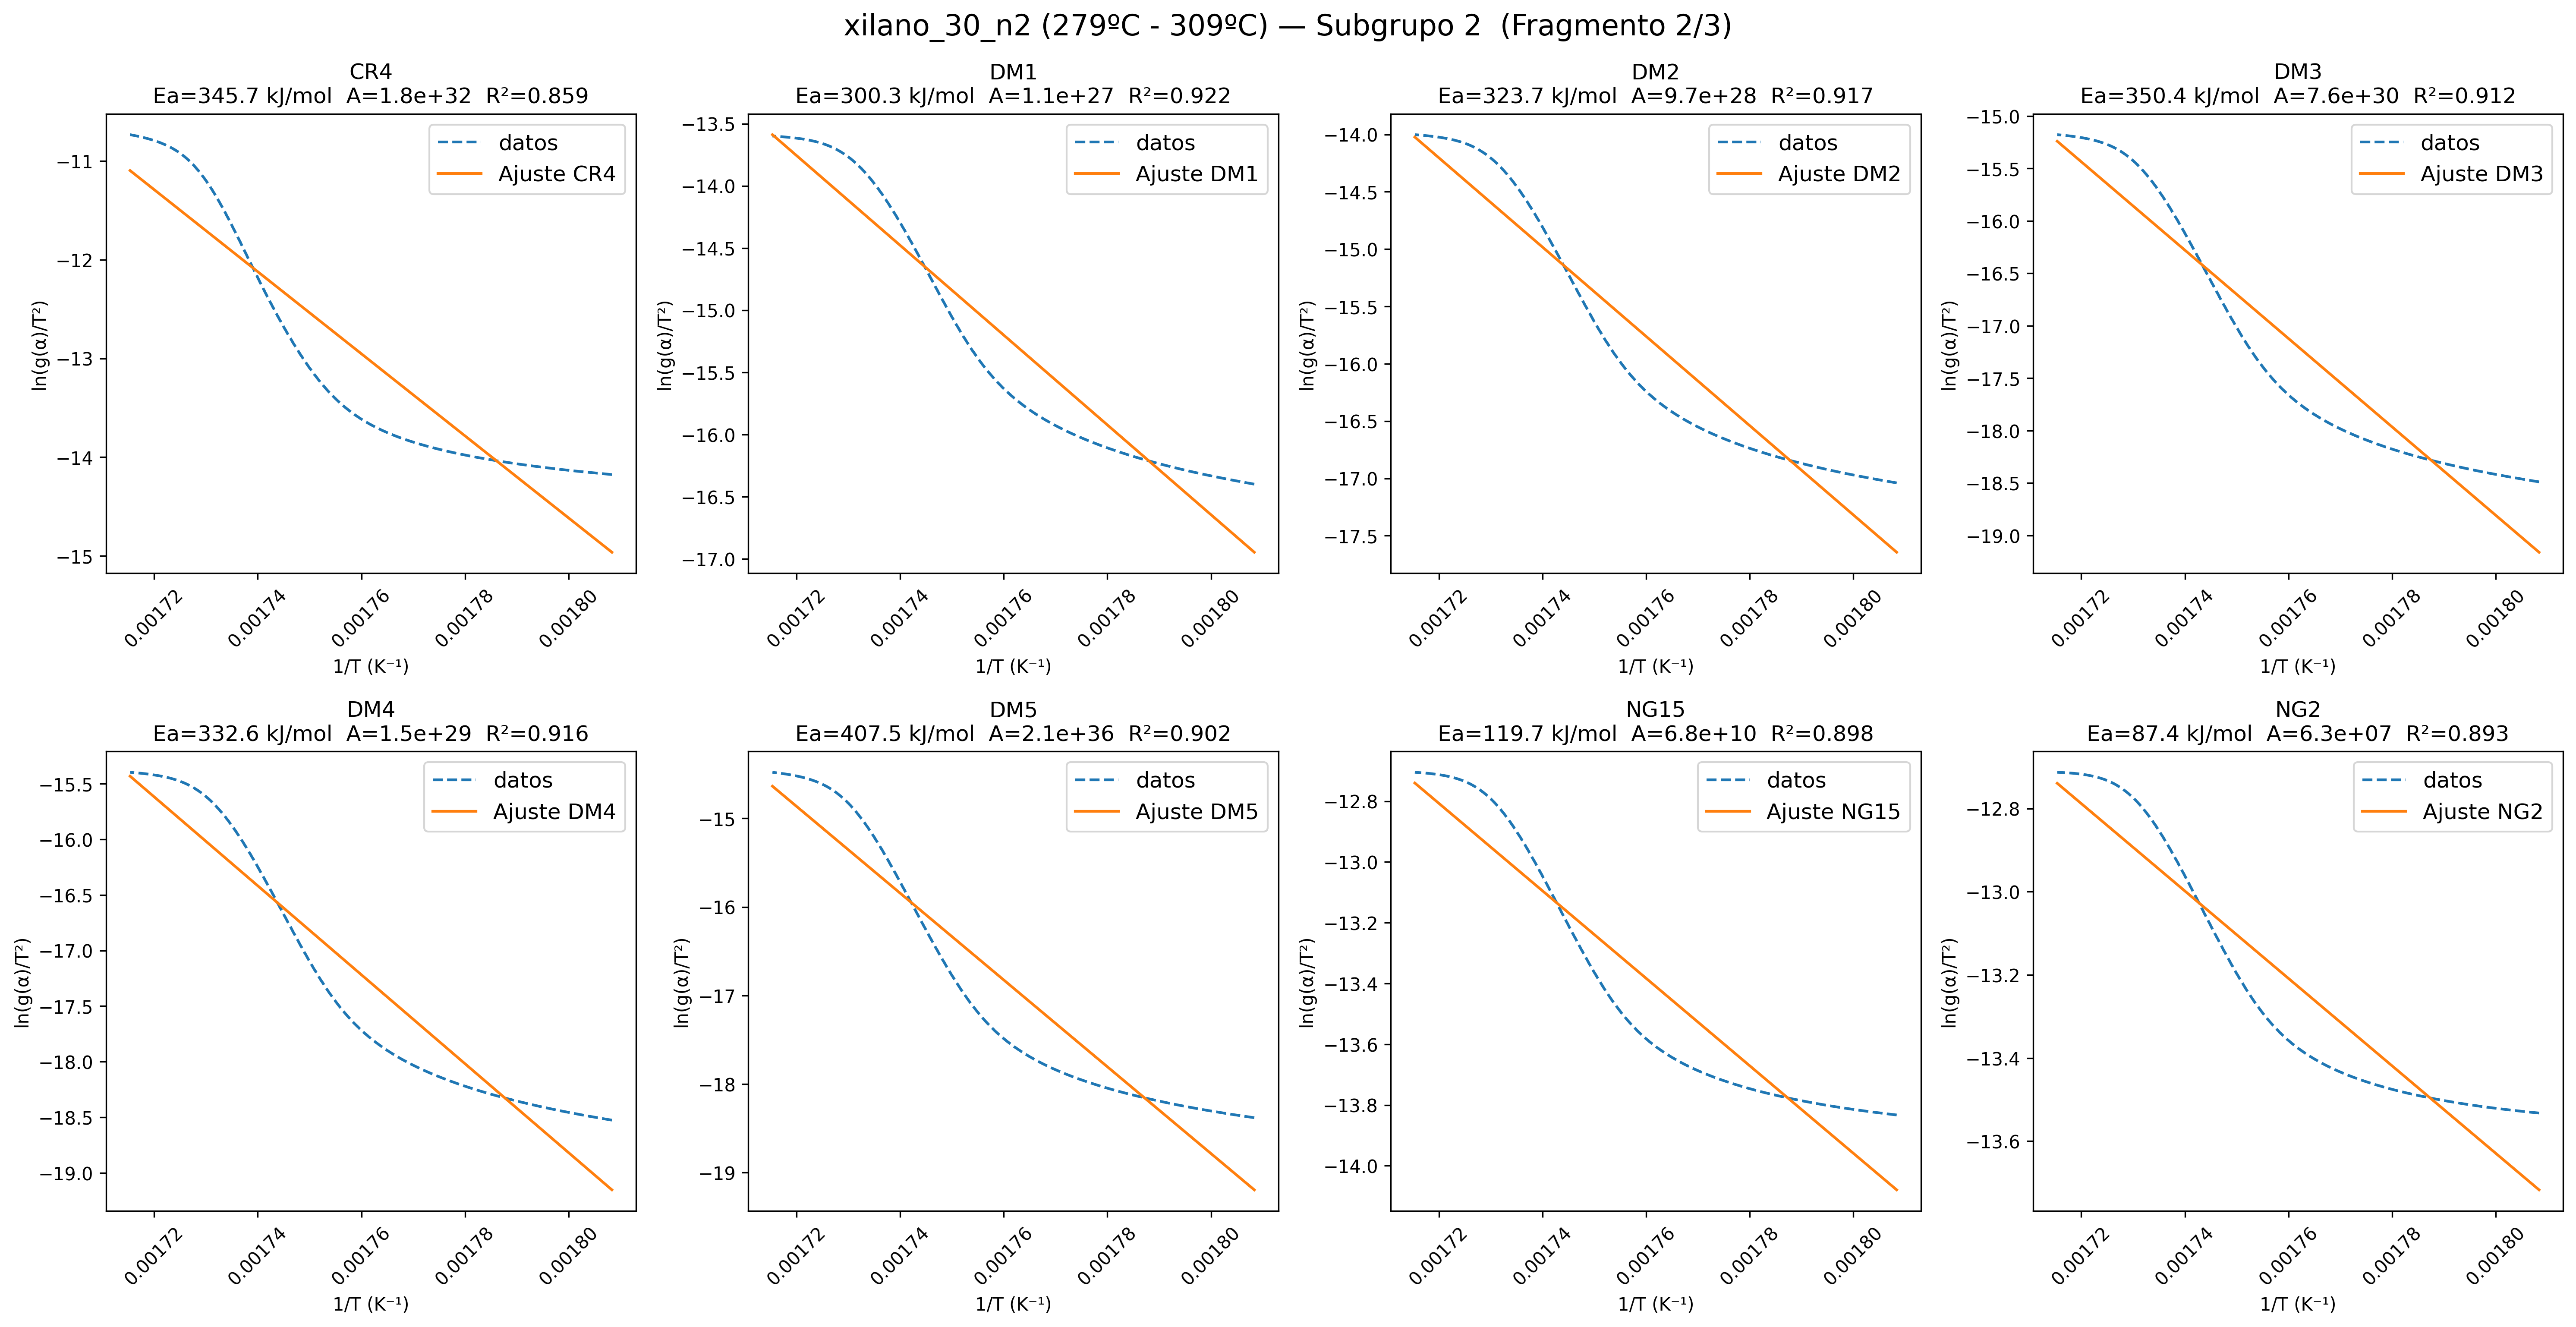 xilano_30_n2 (279ºC - 309ºC) — Subgrupo 2  (Fragmento 2/3)
CR4
Ea=345.7 kJ/mol  A=1.8e+32  R²=0.859
datos
Ajuste CR4
−11
−12
−13
−14
−15
ln(g(α)/T²)
0.00172
0.00174
0.00176
0.00178
0.00180
1/T (K⁻¹)
DM1
Ea=300.3 kJ/mol  A=1.1e+27  R²=0.922
datos
Ajuste DM1
−13.5
−14.0
−14.5
−15.0
−15.5
−16.0
−16.5
−17.0
ln(g(α)/T²)
0.00172
0.00174
0.00176
0.00178
0.00180
1/T (K⁻¹)
DM2
Ea=323.7 kJ/mol  A=9.7e+28  R²=0.917
datos
Ajuste DM2
−14.0
−14.5
−15.0
−15.5
−16.0
−16.5
−17.0
−17.5
ln(g(α)/T²)
0.00172
0.00174
0.00176
0.00178
0.00180
1/T (K⁻¹)
DM3
Ea=350.4 kJ/mol  A=7.6e+30  R²=0.912
datos
Ajuste DM3
−15.0
−15.5
−16.0
−16.5
−17.0
−17.5
−18.0
−18.5
−19.0
ln(g(α)/T²)
0.00172
0.00174
0.00176
0.00178
0.00180
1/T (K⁻¹)
DM4
Ea=332.6 kJ/mol  A=1.5e+29  R²=0.916
datos
Ajuste DM4
−15.5
−16.0
−16.5
−17.0
−17.5
−18.0
−18.5
−19.0
ln(g(α)/T²)
0.00172
0.00174
0.00176
0.00178
0.00180
1/T (K⁻¹)
DM5
Ea=407.5 kJ/mol  A=2.1e+36  R²=0.902
datos
Ajuste DM5
−15
−16
−17
−18
−19
ln(g(α)/T²)
0.00172
0.00174
0.00176
0.00178
0.00180
1/T (K⁻¹)
NG15
Ea=119.7 kJ/mol  A=6.8e+10  R²=0.898
datos
Ajuste NG15
−12.8
−13.0
−13.2
−13.4
−13.6
−13.8
−14.0
ln(g(α)/T²)
0.00172
0.00174
0.00176
0.00178
0.00180
1/T (K⁻¹)
NG2
Ea=87.4 kJ/mol  A=6.3e+07  R²=0.893
datos
Ajuste NG2
−12.8
−13.0
−13.2
−13.4
−13.6
ln(g(α)/T²)
0.00172
0.00174
0.00176
0.00178
0.00180
1/T (K⁻¹)